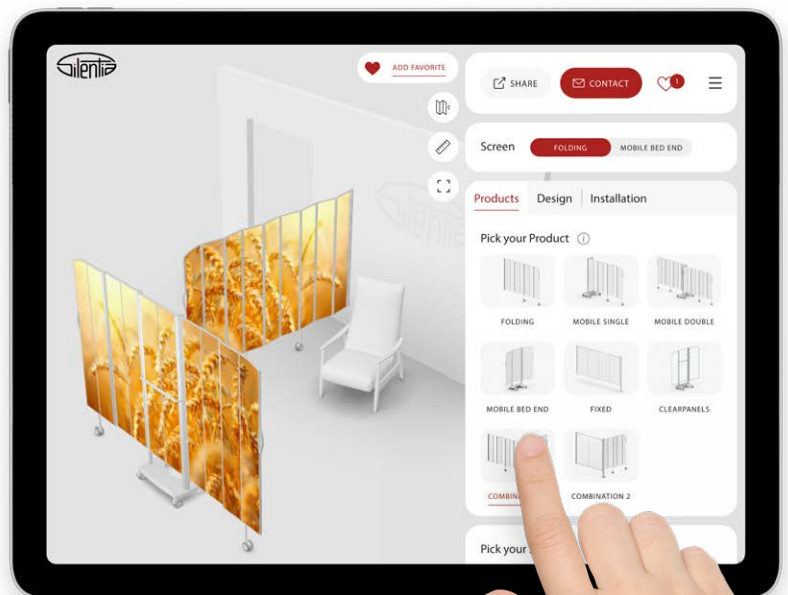 Silentia
ADD FAVORITE
SHARE
CONTACT
1
Screen
FOLDING
MOBILE BED END
Products
Design
Installation
Pick your Product
FOLDING
MOBILE SINGLE
MOBILE DOUBLE
MOBILE BED END
FIXED
CLEARPANELS
COMBIN
COMBINATION 2
Pick your